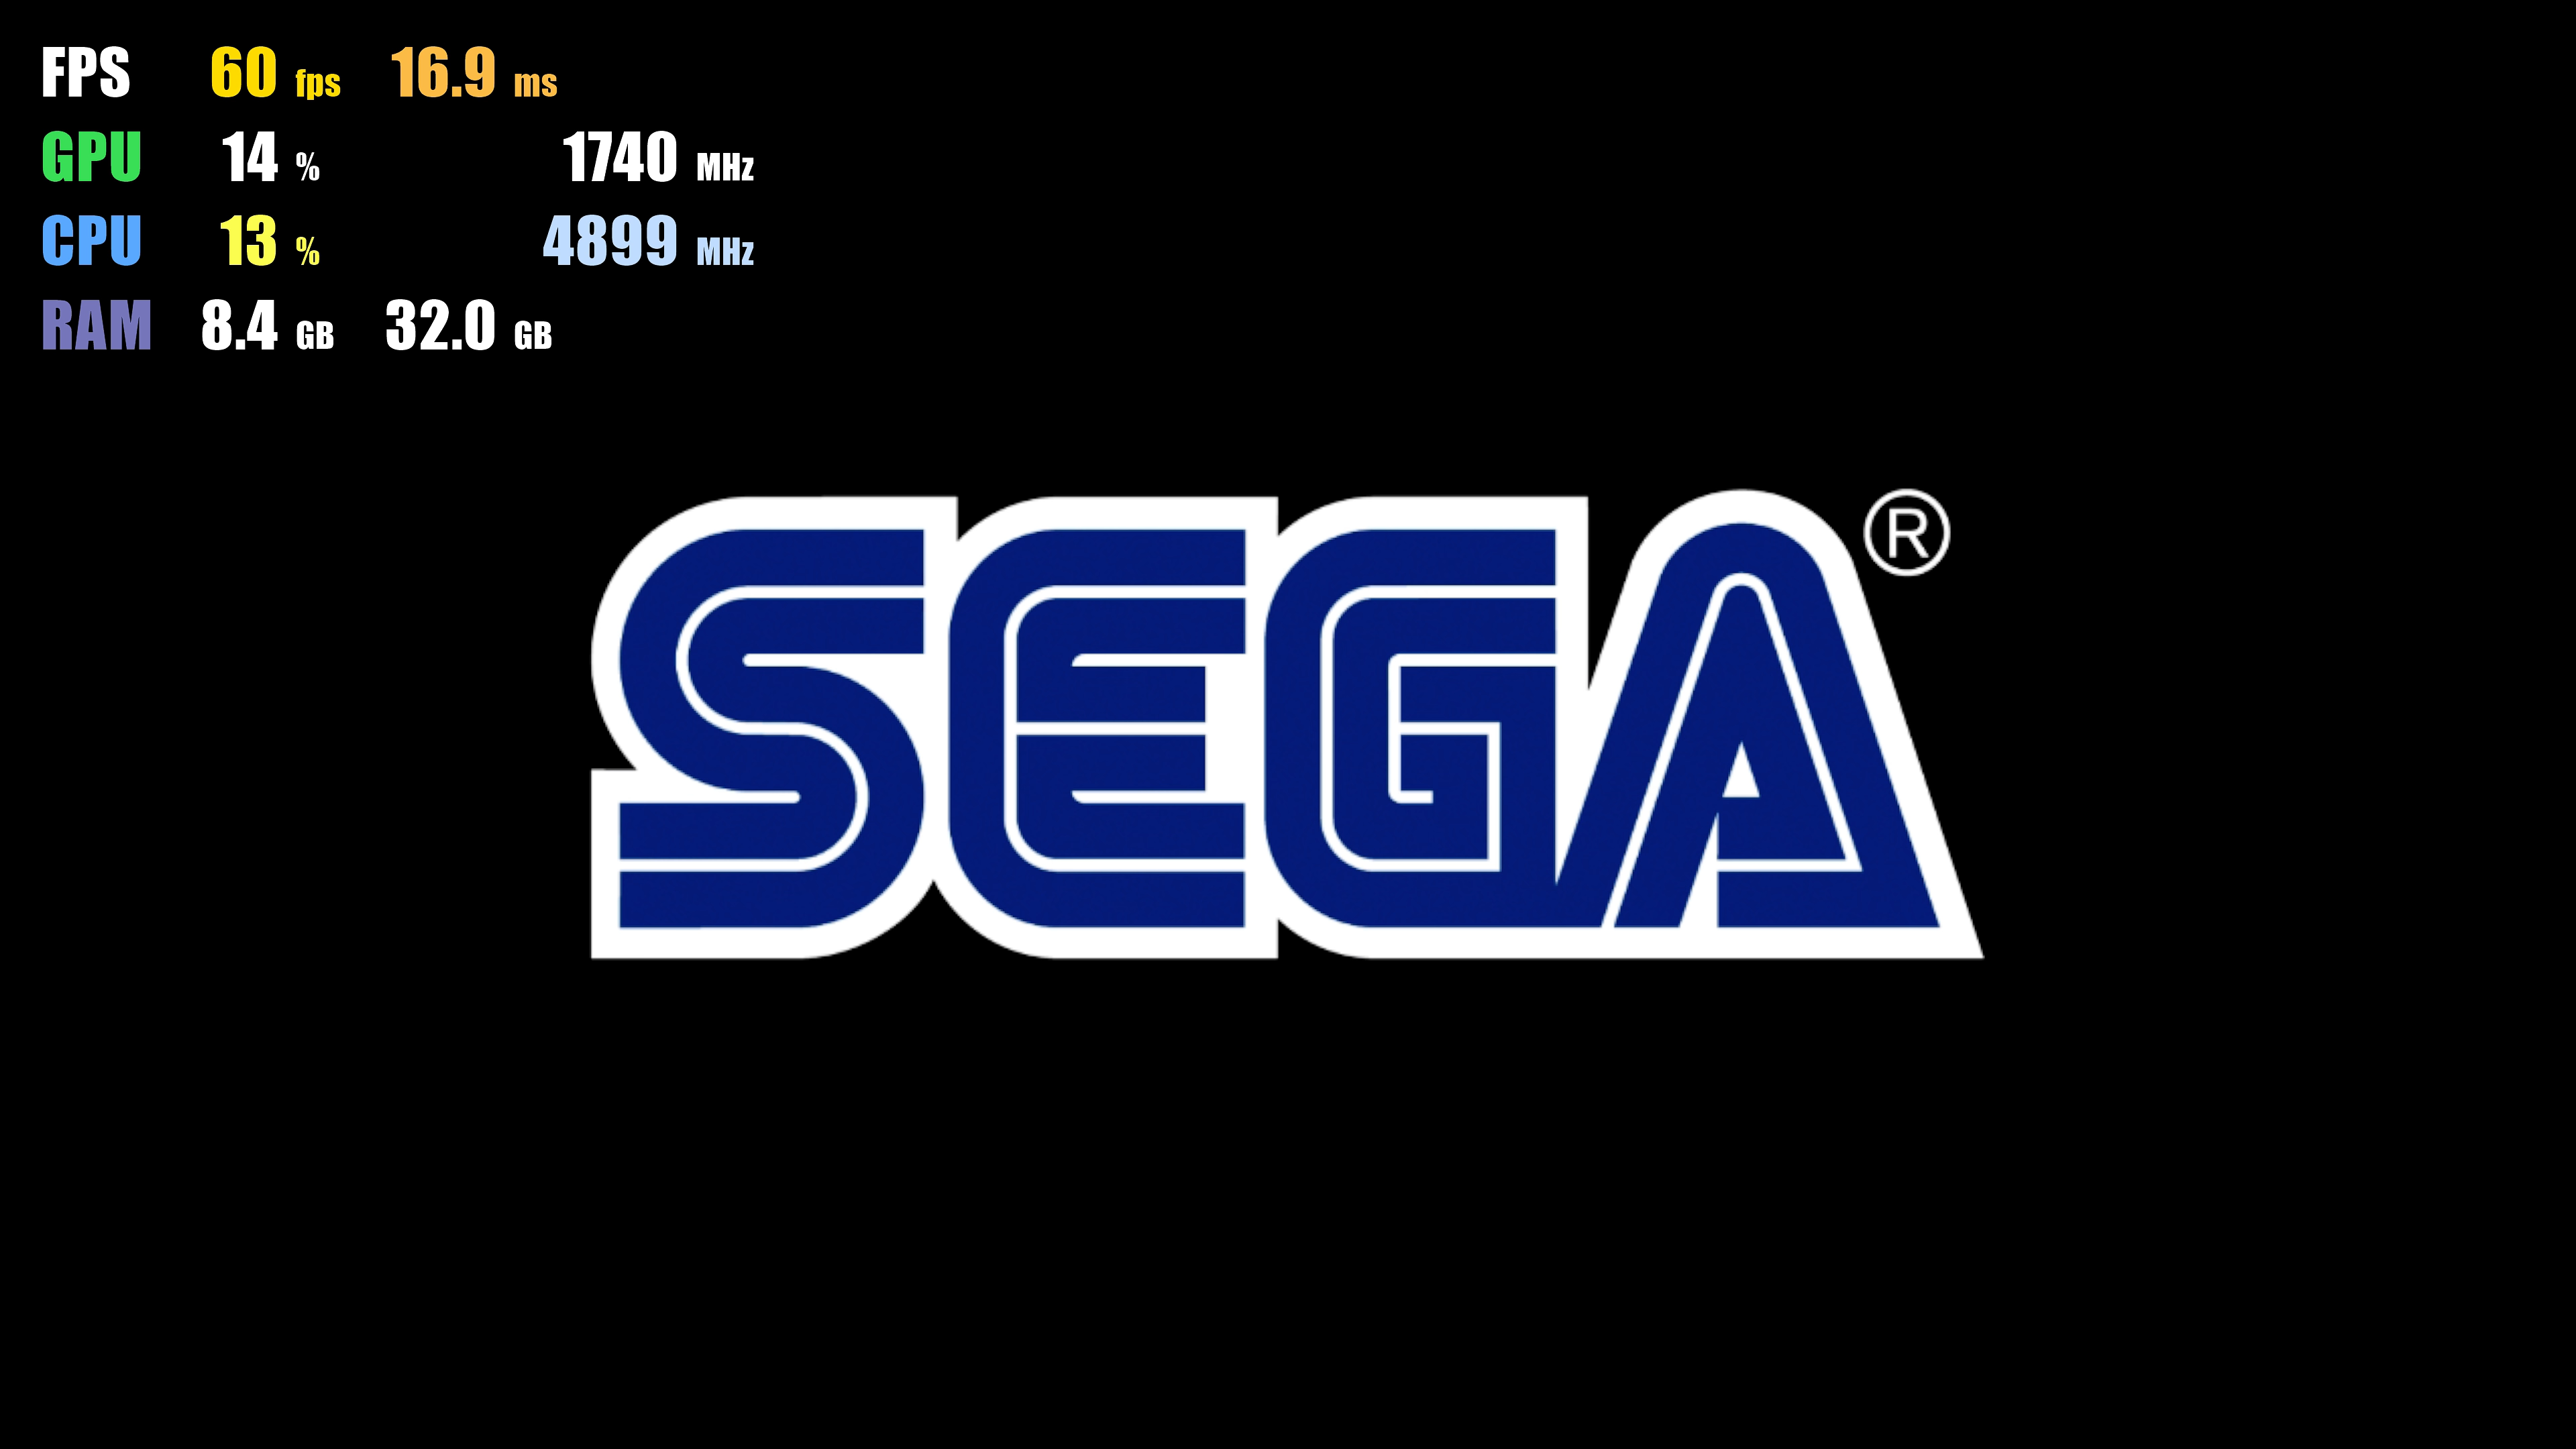 FPS 60 fps 16.9 ms
GPU 14 % 1740 MHz
CPU 13 % 4899 MHz
RAM 8.4 GB 32.0 GB
SEGA®